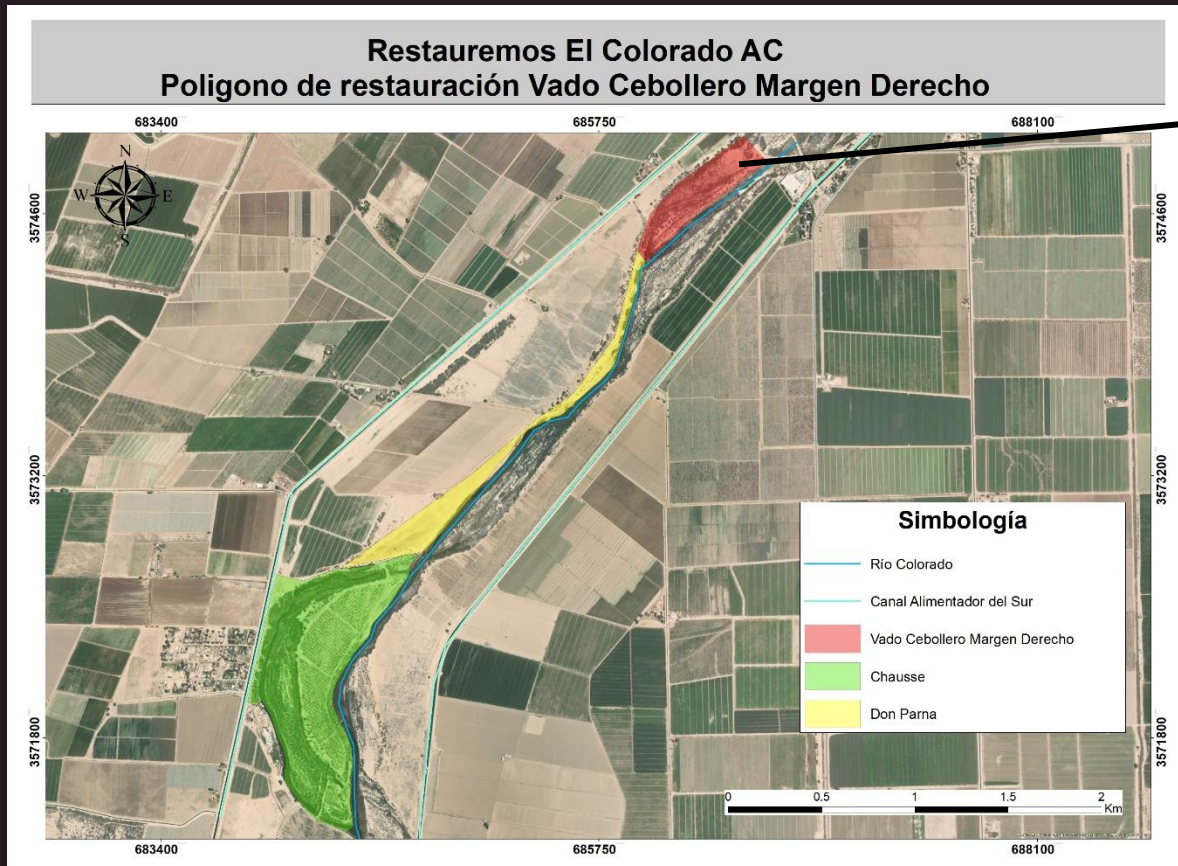 Restauremos El Colorado AC
Poligono de restauración Vado Cebollero Margen Derecho
683400 685750 688100
N
W E
S
3574600 3574600
3573200 3573200
Simbología
Río Colorado
Canal Alimentador del Sur
Vado Cebollero Margen Derecho
Chausse
Don Parna
3571800 3571800
0 0.5 1 1.5 2
Km
683400 685750 688100